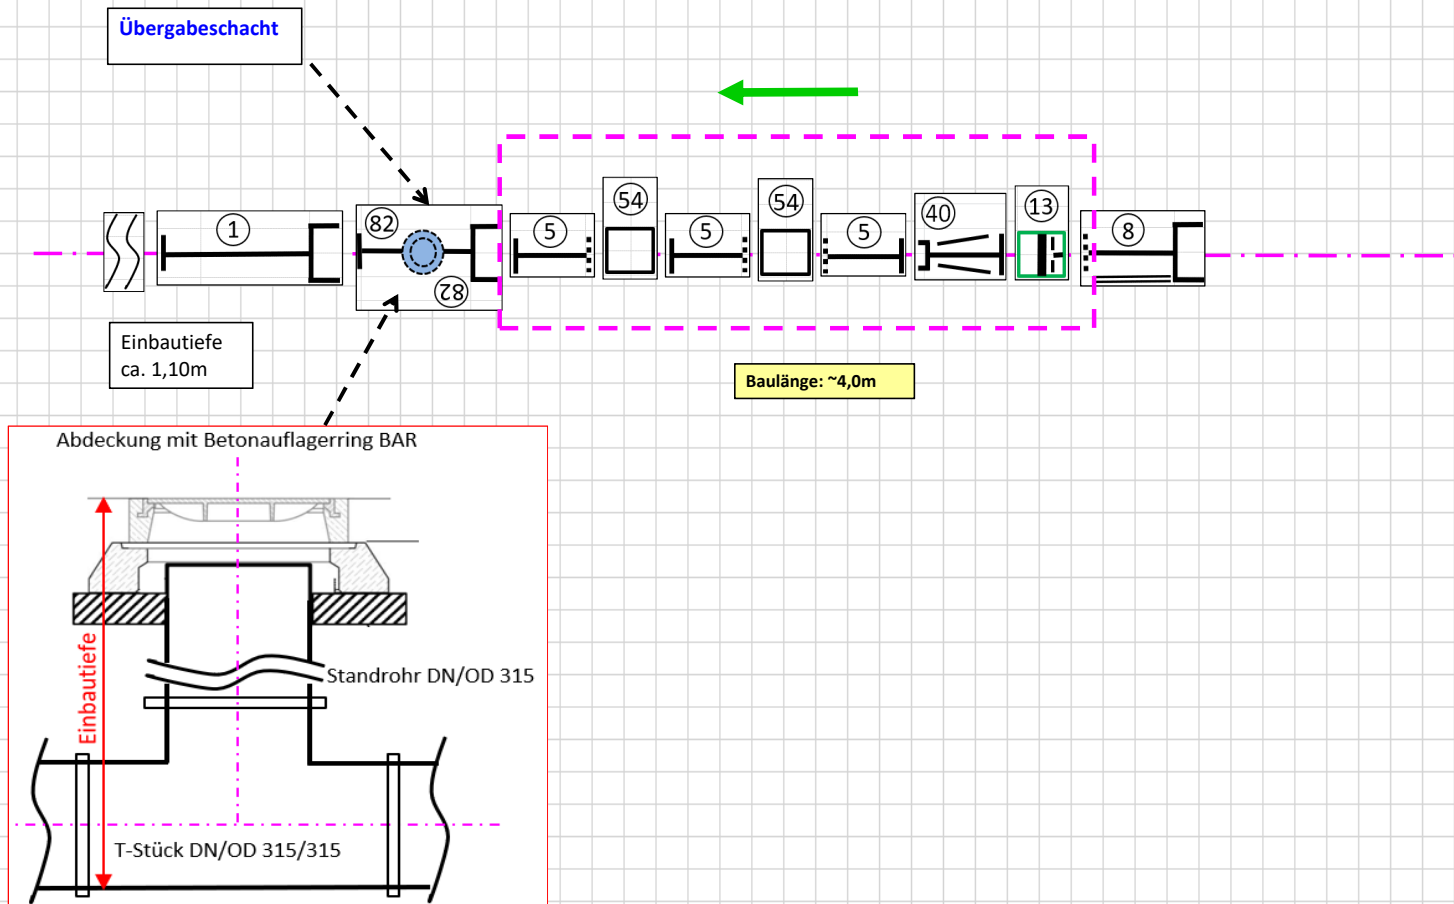 Übergabeschacht
1
82
82
5
54
5
54
5
40
13
8
Einbautiefe
ca. 1,10m
Baulänge: ~4,0m
Abdeckung mit Betonauflagerring BAR
Einbautiefe
Standrohr DN/OD 315
T-Stück DN/OD 315/315